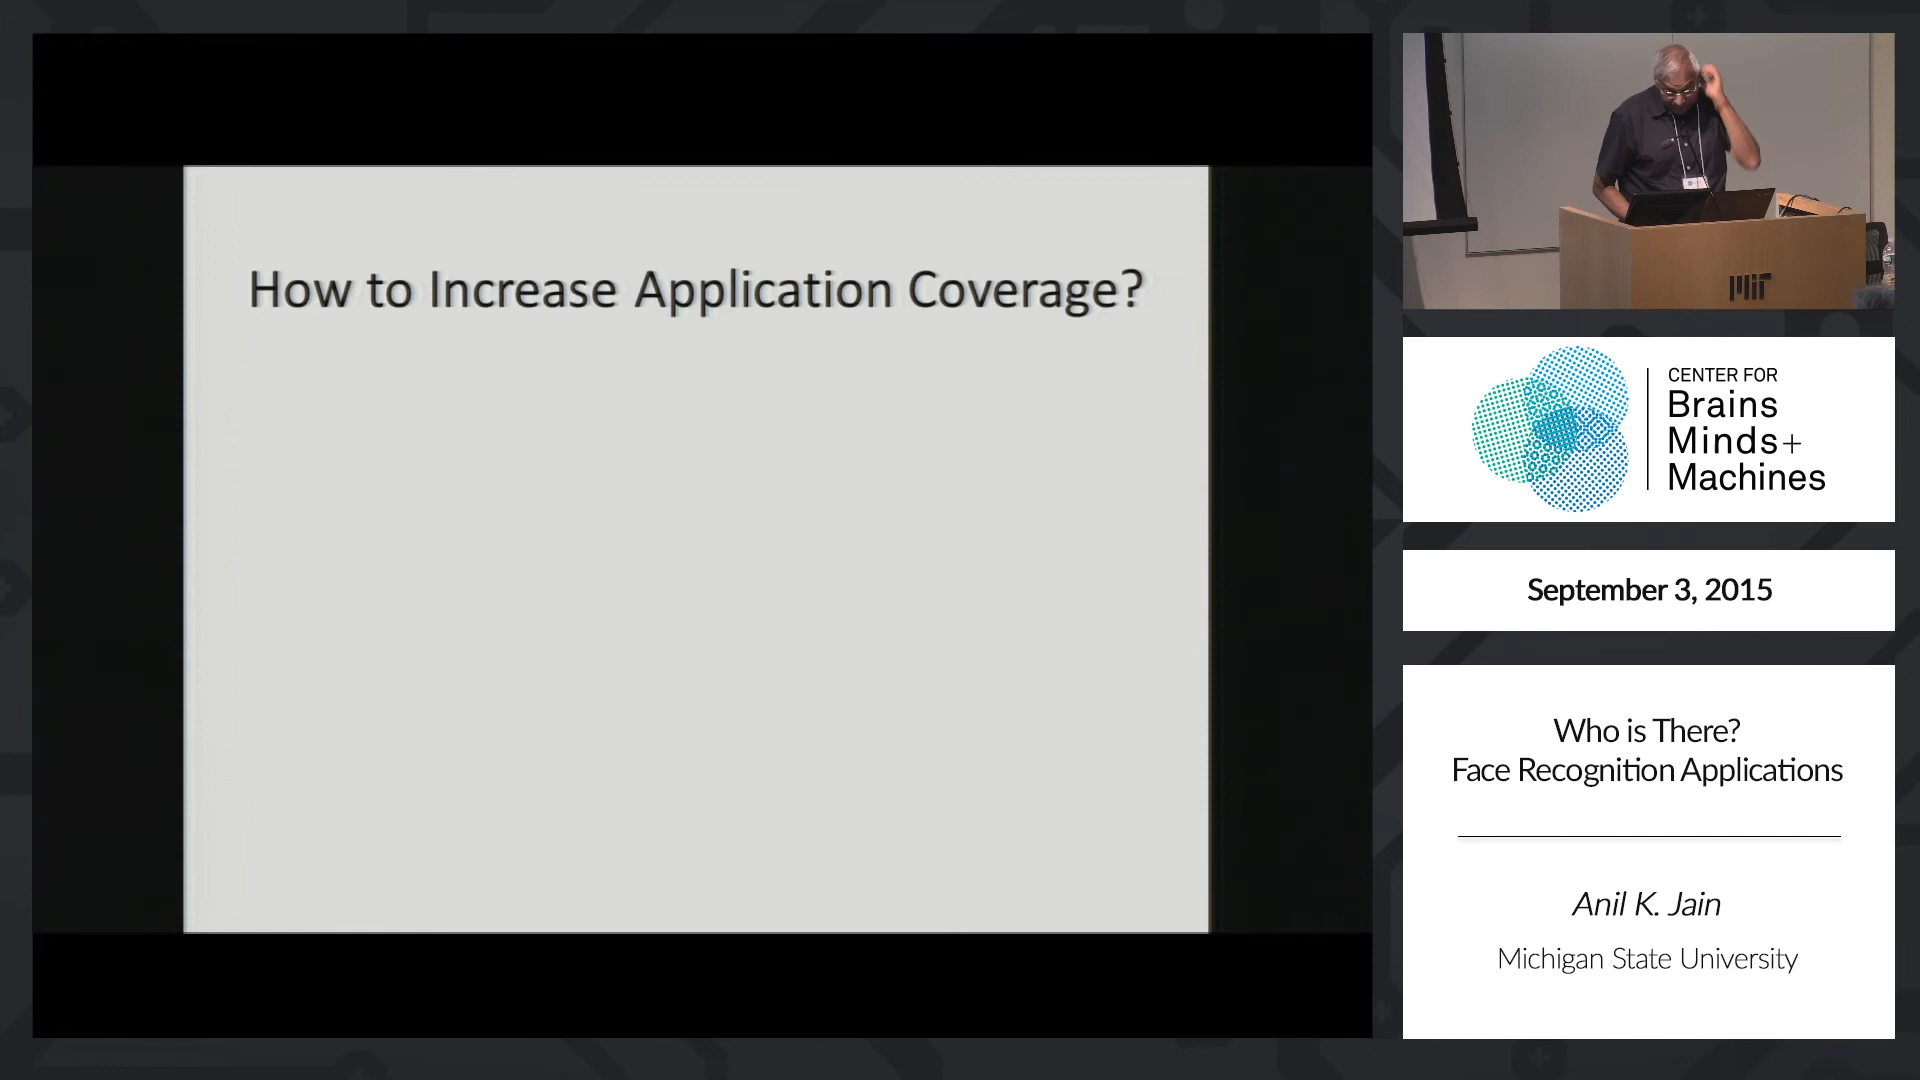 How to Increase Application Coverage?
MIT
CENTER FOR
Brains
Minds+
Machines
September 3, 2015
Who is There?
Face Recognition Applications
Anil K. Jain
Michigan State University